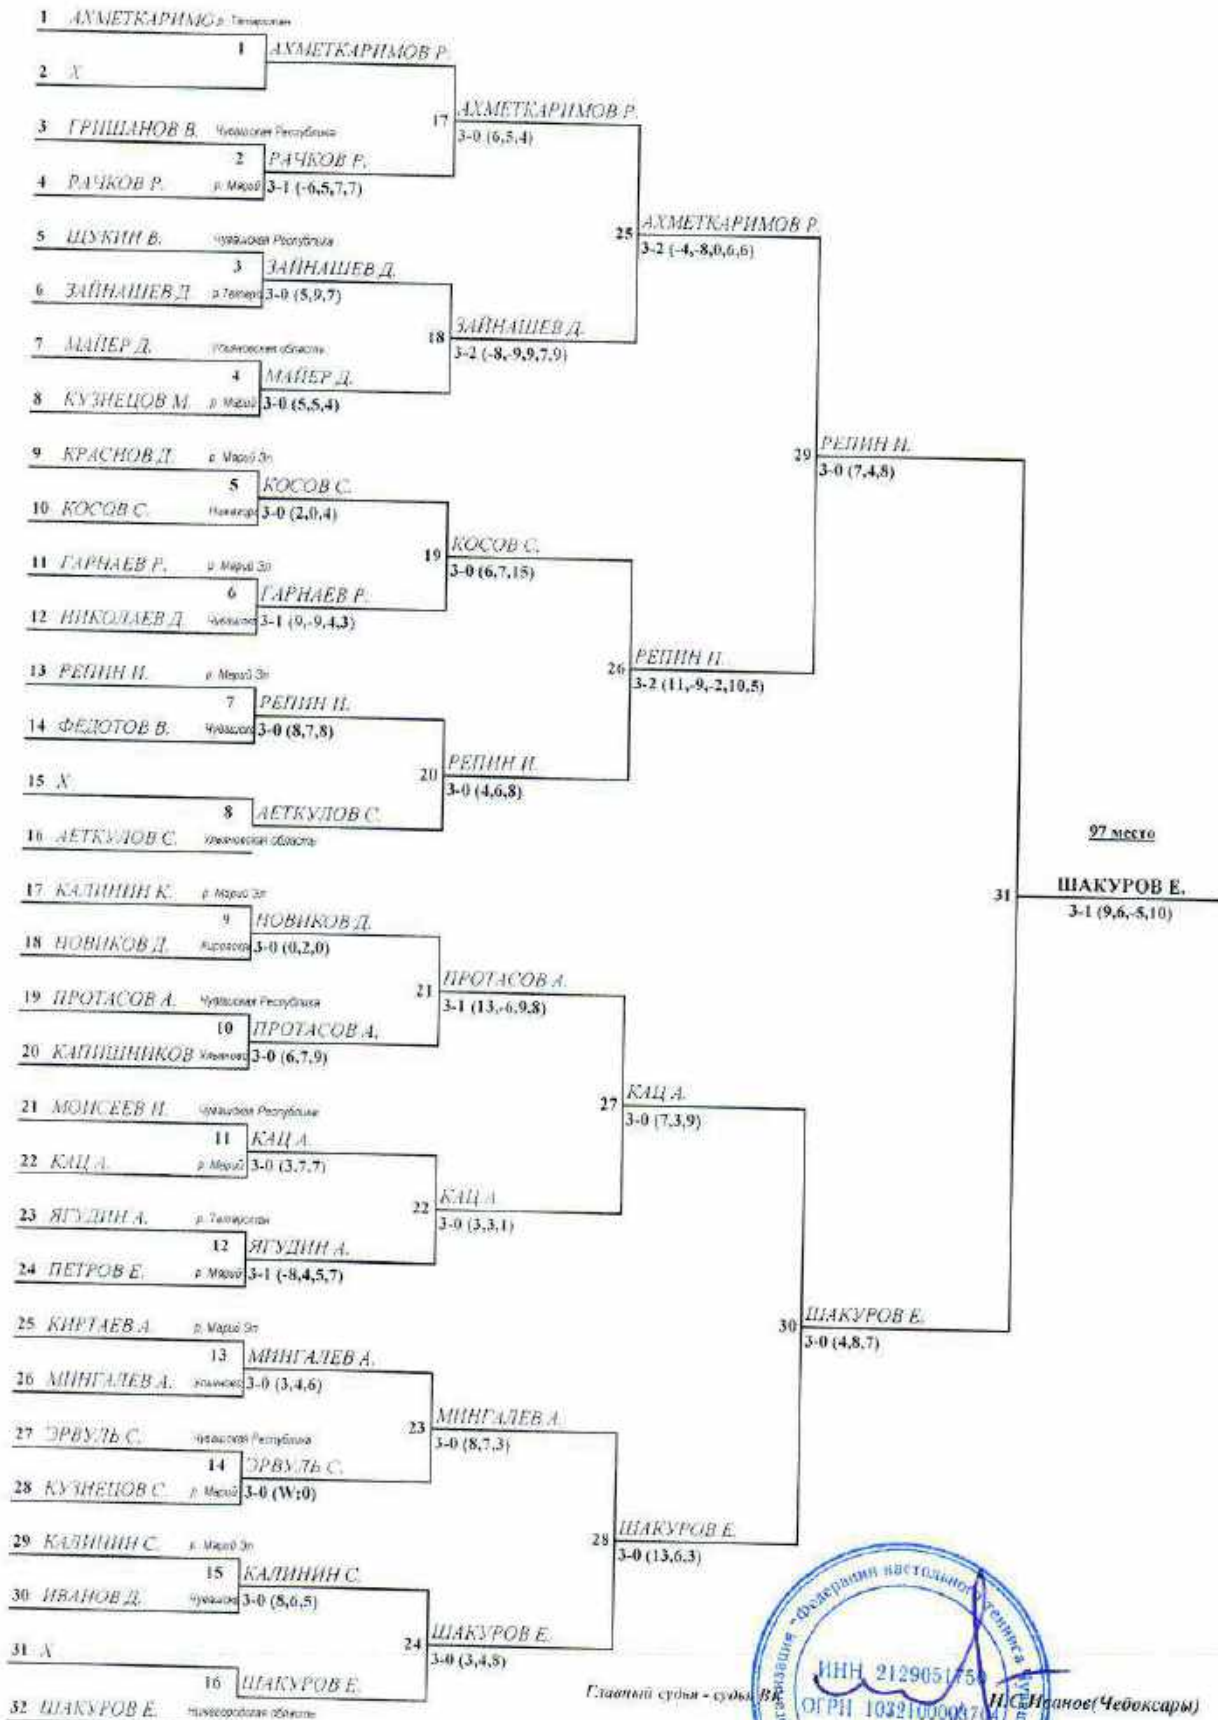 1 АХМЕТКАРИМО р. Татарстан
1 АХМЕТКАРИМОВ Р.
2 X
17 АХМЕТКАРИМОВ Р.
3-0 (6,5,4)
3 ГРИШАНОВ В. Чувашская Республика
2 РАЧКОВ Р.
4 РАЧКОВ Р. р. Марий 3-1 (-6,5,7,7)
25 АХМЕТКАРИМОВ Р.
3-2 (-4,-8,0,6,6)
5 ЩУКИН В. Чувашская Республика
3 ЗАЙНАШЕВ Д.
6 ЗАЙНАШЕВ Д. 3-0 (5,9,7)
18 ЗАЙНАШЕВ Д.
3-2 (-8,-9,9,7,9)
7 МАЙЕР Д. Ульяновская область
4 МАЙЕР Д.
8 КУЗНЕЦОВ М. р. Марий 3-0 (5,5,4)
29 РЕПИН И.
3-0 (7,4,8)
9 КРАСНОВ Д. р. Марий Эл
5 КОСОВ С.
10 КОСОВ С. 3-0 (2,0,4)
19 КОСОВ С.
3-0 (6,7,15)
11 ГАРНАЕВ Р. р. Марий Эл
6 ГАРНАЕВ Р.
12 НИКОЛАЕВ Д. 3-1 (9,-9,4,3)
26 РЕПИН И.
3-2 (11,-9,-2,10,5)
13 РЕПИН И. р. Марий Эл
7 РЕПИН И.
14 ФЕДОТОВ В. 3-0 (8,7,8)
20 РЕПИН И.
3-0 (4,6,8)
15 X
8 АЕТКУЛОВ С.
16 АЕТКУЛОВ С. Ульяновская область
97 место
31 ШАКУРОВ Е.
3-1 (9,6,-5,10)
17 КАЛИНИН К. р. Марий Эл
9 НОВИКОВ Д.
18 НОВИКОВ Д. 3-0 (0,2,0)
21 ПРОТАСОВ А.
3-1 (13,-6,9,8)
19 ПРОТАСОВ А. Чувашская Республика
10 ПРОТАСОВ А.
20 КАПИШНИКОВ 3-0 (6,7,9)
27 КАЦ А.
3-0 (7,3,9)
21 МОИСЕЕВ И. Чувашская Республика
11 КАЦ А.
22 КАЦ А. р. Марий 3-0 (3,7,7)
22 КАЦ А.
3-0 (3,3,1)
23 ЯГУДИН А. р. Татарстан
12 ЯГУДИН А.
24 ПЕТРОВ Е. р. Марий 3-1 (-8,4,5,7)
30 ШАКУРОВ Е.
3-0 (4,8,7)
25 КИРТАЕВ А. р. Марий Эл
13 МИНГАЛЕВ А.
26 МИНГАЛЕВ А. 3-0 (3,4,6)
23 МИНГАЛЕВ А.
3-0 (8,7,3)
27 ЭРВУЛЬ С. Чувашская Республика
14 ЭРВУЛЬ С.
28 КУЗНЕЦОВ С. р. Марий 3-0 (W:0)
28 ШАКУРОВ Е.
3-0 (13,6,3)
29 КАЛИНИН С. р. Марий Эл
15 КАЛИНИН С.
30 ИВАНОВ Д. 3-0 (8,6,5)
24 ШАКУРОВ Е.
3-0 (3,4,8)
31 X
16 ШАКУРОВ Е.
32 ШАКУРОВ Е. Нижегородская область
Главный судья - судья ВК Н.С.Иванов(Чебоксары)
"Федерация настольного тенниса
ИНН 2129051750
ОГРН